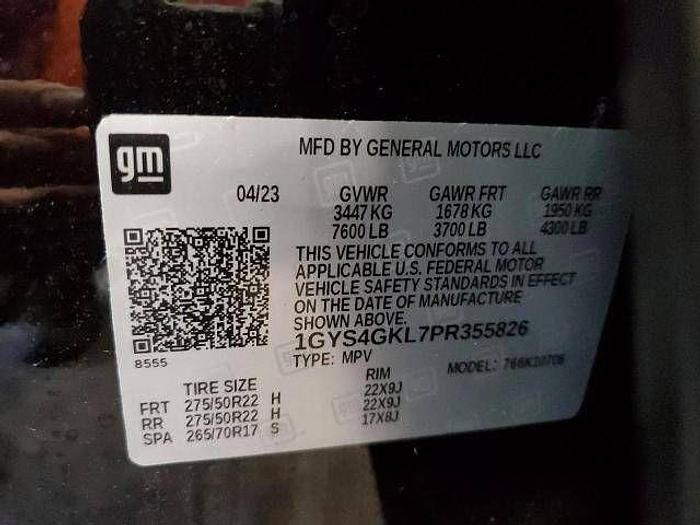 gm
MFD BY GENERAL MOTORS LLC
04/23 GVWR GAWR FRT GAWR RR
3447 KG 1678 KG 1950 KG
7600 LB 3700 LB 4300 LB
THIS VEHICLE CONFORMS TO ALL
APPLICABLE U.S. FEDERAL MOTOR
VEHICLE SAFETY STANDARDS IN EFFECT
ON THE DATE OF MANUFACTURE
SHOWN ABOVE.
1GYS4GKL7PR355826
8555
TYPE: MPV MODEL:
TIRE SIZE RIM
FRT 275/50R22 H 22X9J
RR 275/50R22 H 22X9J
SPA 265/70R17 S 17X8J